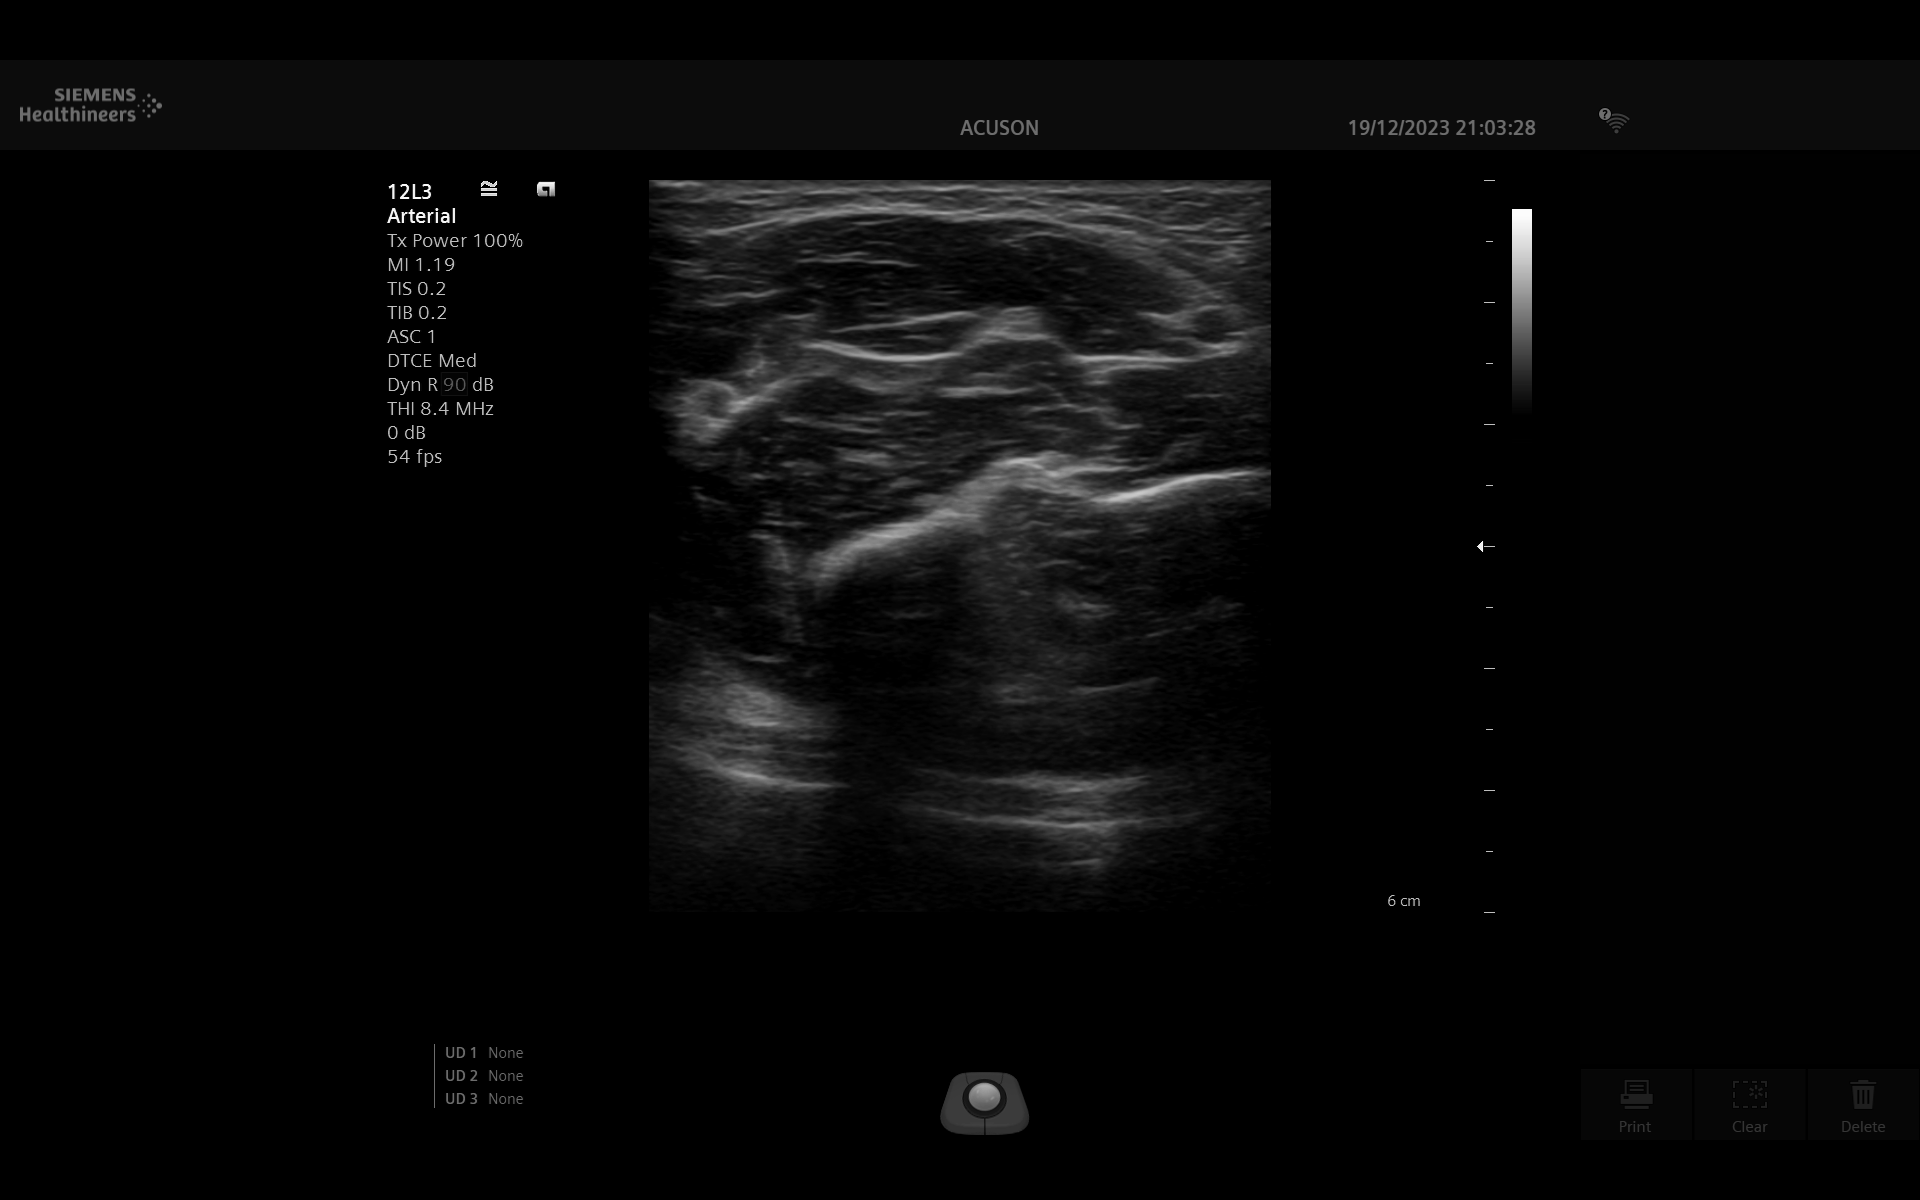 SIEMENS
Healthineers
ACUSON
19/12/2023 21:03:28
?
12L3
Arterial
Tx Power 100%
MI 1.19
TIS 0.2
TIB 0.2
ASC 1
DTCE Med
Dyn R 90 dB
THI 8.4 MHz
0 dB
54 fps
6 cm
UD 1 None
UD 2 None
UD 3 None
Print
Clear
Delete